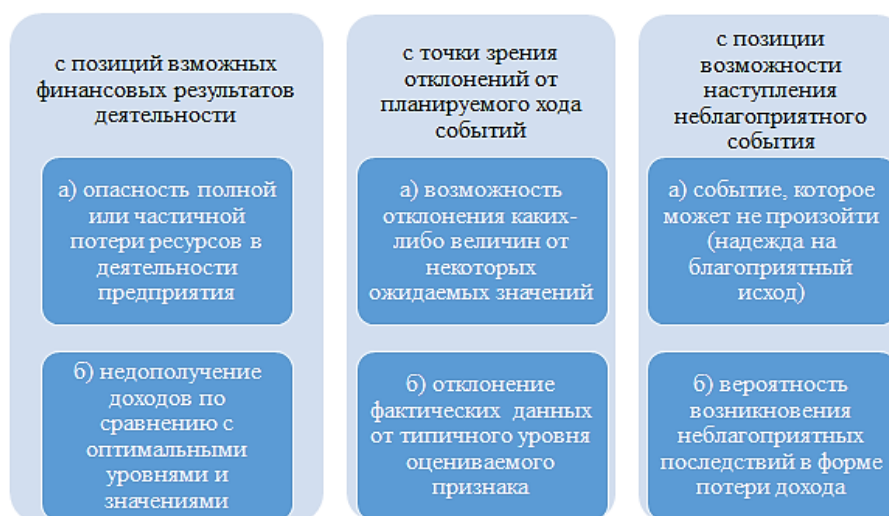 с позиций взможных
финансовых результатов
деятельности
а) опасность полной
или частичной
потери ресурсов в
деятельности
предприятия
б) недополучение
доходов по
сравнению с
оптимальными
уровнями и
значениями
с точки зрения
отклонений от
планируемого хода
событий
а) возможность
отклонения каких-
либо величин от
некоторых
ожидаемых значений
б) отклонение
фактических данных
от типичного уровня
оцениваемого
признака
с позиции
возможности
наступления
неблагоприятного
события
а) событие, которое
может не произойти
(надежда на
благоприятный
исход)
б) вероятность
возникновения
неблагоприятных
последствий в форме
потери дохода